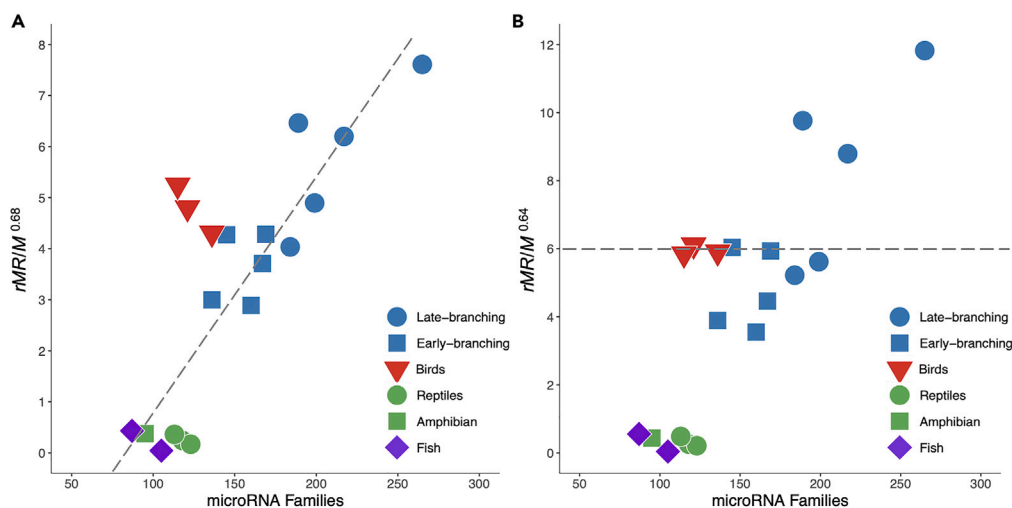 A
8
7
6
5
4
3
2
1
0
rMR/M 0.68
50 100 150 200 250 300
microRNA Families
Late−branching
Early−branching
Birds
Reptiles
Amphibian
Fish
B
12
10
8
6
4
2
0
rMR/M 0.64
50 100 150 200 250 300
microRNA Families
Late−branching
Early−branching
Birds
Reptiles
Amphibian
Fish